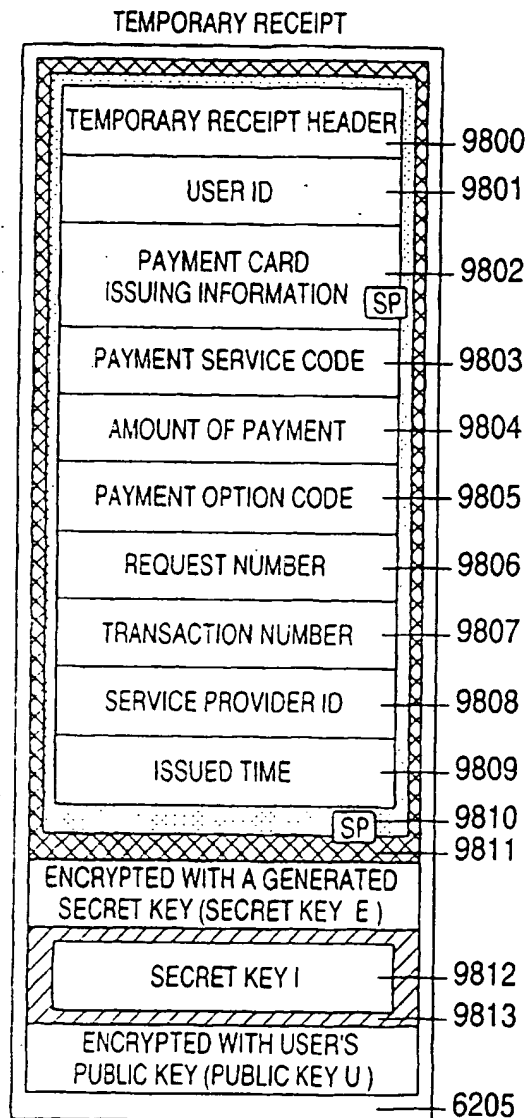 TEMPORARY RECEIPT
TEMPORARY RECEIPT HEADER
9800
USER ID
9801
PAYMENT CARD
ISSUING INFORMATION
SP
9802
PAYMENT SERVICE CODE
9803
AMOUNT OF PAYMENT
9804
PAYMENT OPTION CODE
9805
REQUEST NUMBER
9806
TRANSACTION NUMBER
9807
SERVICE PROVIDER ID
9808
ISSUED TIME
9809
SP
9810
9811
ENCRYPTED WITH A GENERATED
SECRET KEY (SECRET KEY E)
SECRET KEY I
9812
9813
ENCRYPTED WITH USER'S
PUBLIC KEY (PUBLIC KEY U)
6205